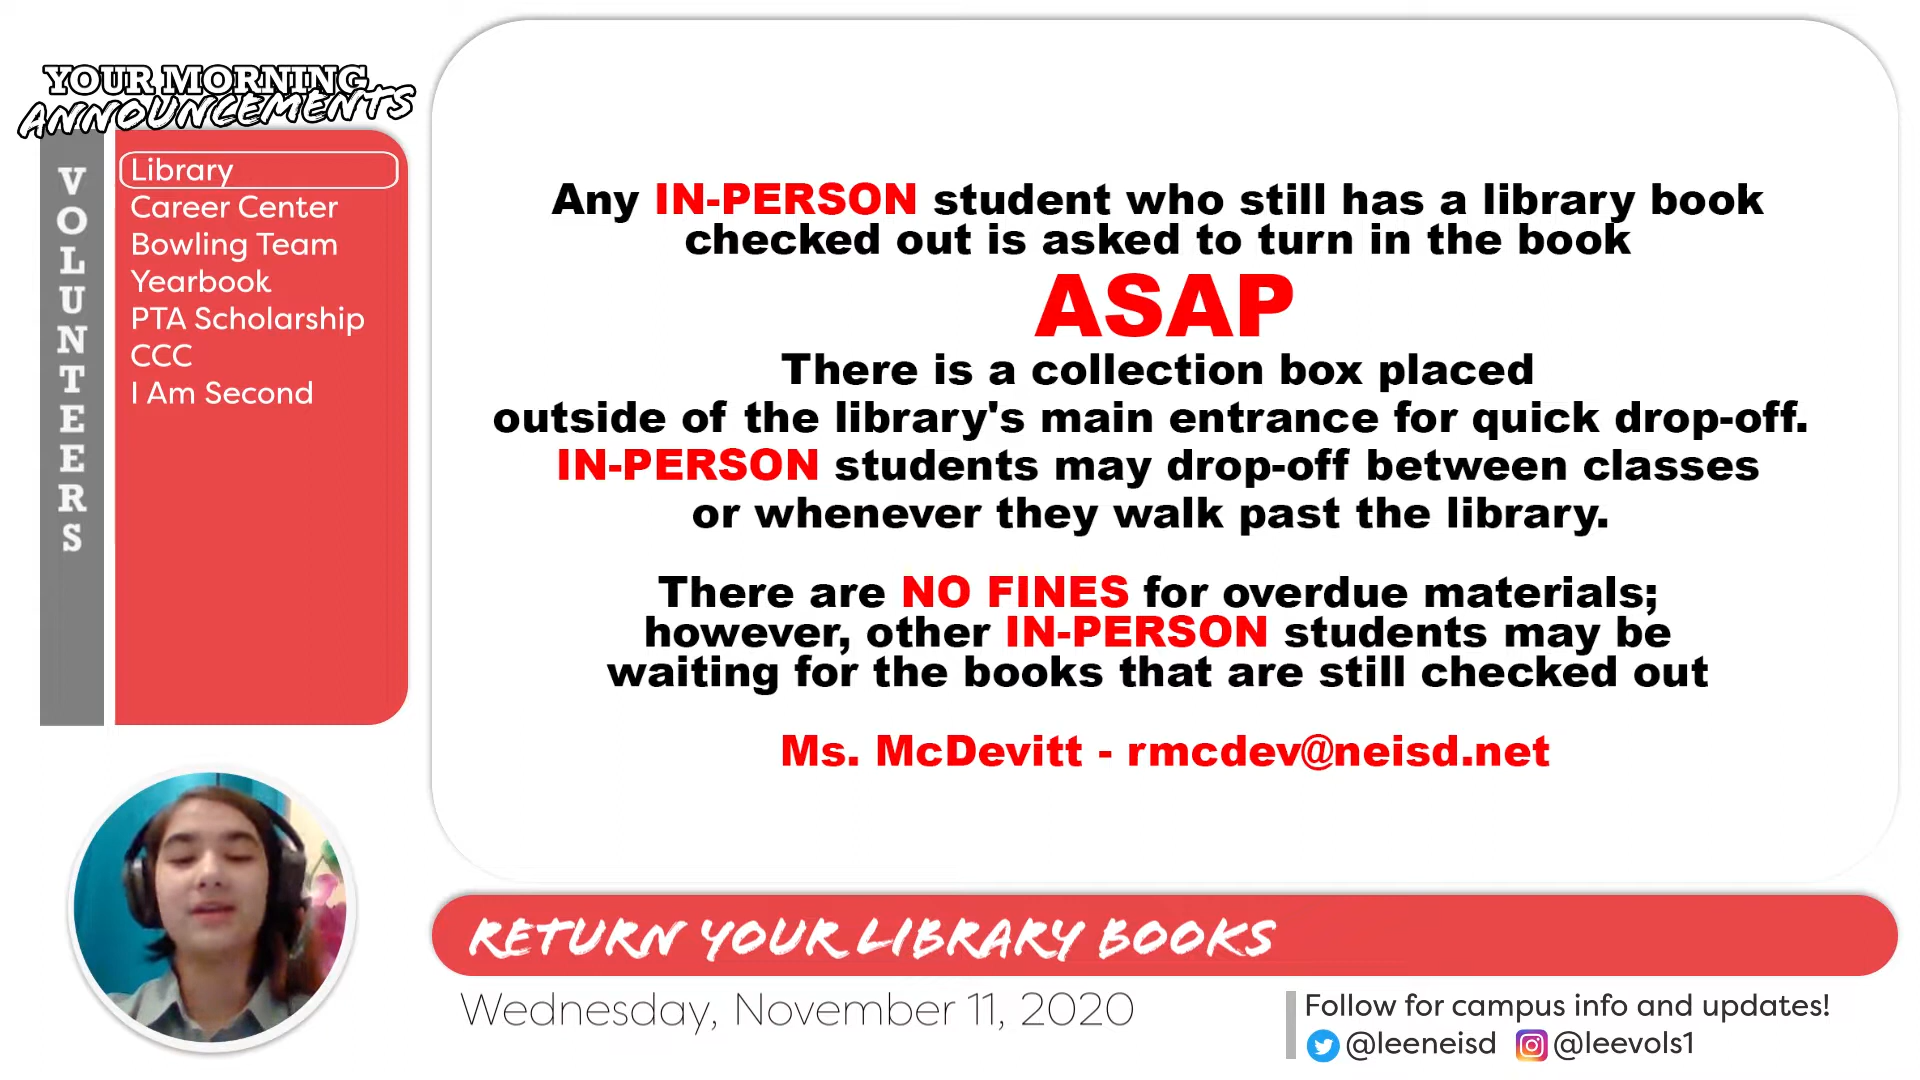 YOUR MORNING
ANNOUNCEMENTS
VOLUNTEERS
Library
Career Center
Bowling Team
Yearbook
PTA Scholarship
CCC
I Am Second
Any IN-PERSON student who still has a library book
checked out is asked to turn in the book
ASAP
There is a collection box placed
outside of the library's main entrance for quick drop-off.
IN-PERSON students may drop-off between classes
or whenever they walk past the library.
There are NO FINES for overdue materials;
however, other IN-PERSON students may be
waiting for the books that are still checked out
Ms. McDevitt - rmcdev@neisd.net
RETURN YOUR LIBRARY BOOKS
Wednesday, November 11, 2020
Follow for campus info and updates!
@leeneisd @leevols1